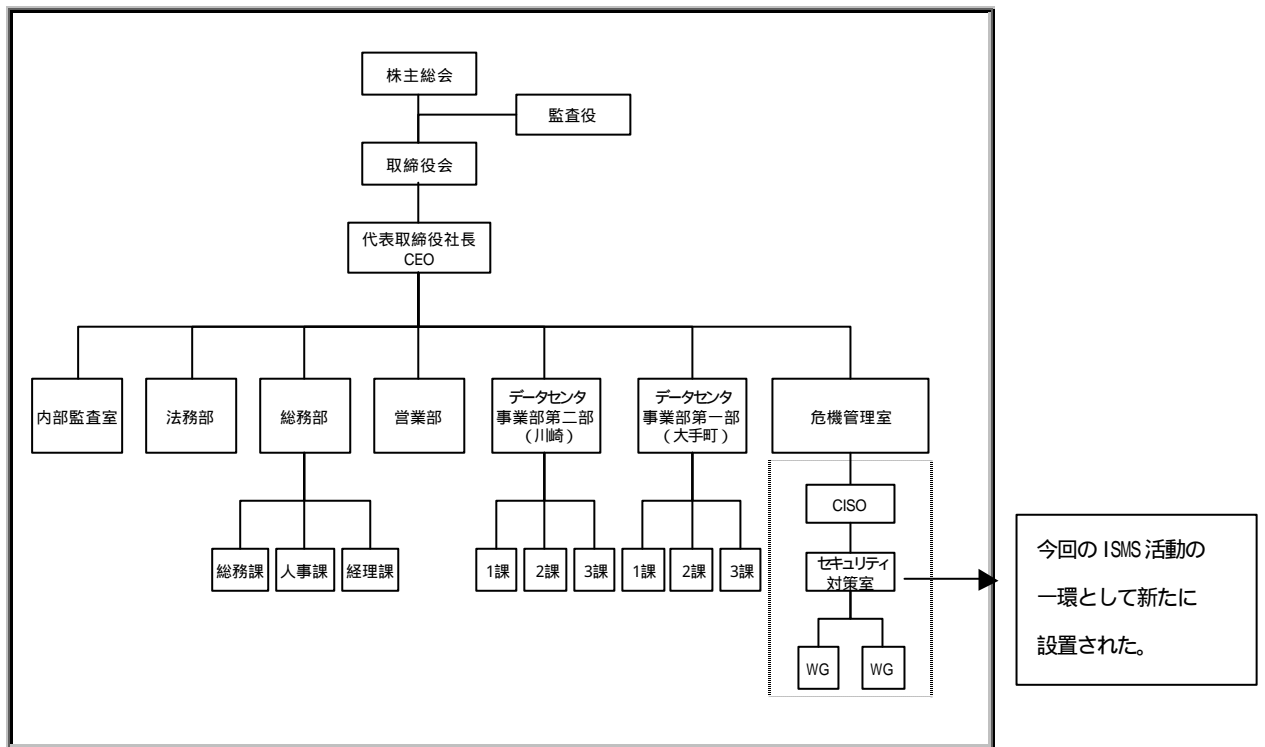 株主総会
監査役
取締役会
代表取締役社長
CEO
内部監査室
法務部
総務部
営業部
データセンタ
事業部第二部
(川崎)
データセンタ
事業部第一部
(大手町)
危機管理室
総務課
人事課
経理課
1課
2課
3課
1課
2課
3課
CISO
セキュリティ
対策室
WG
WG
今回のISMS活動の
一環として新たに
設置された。